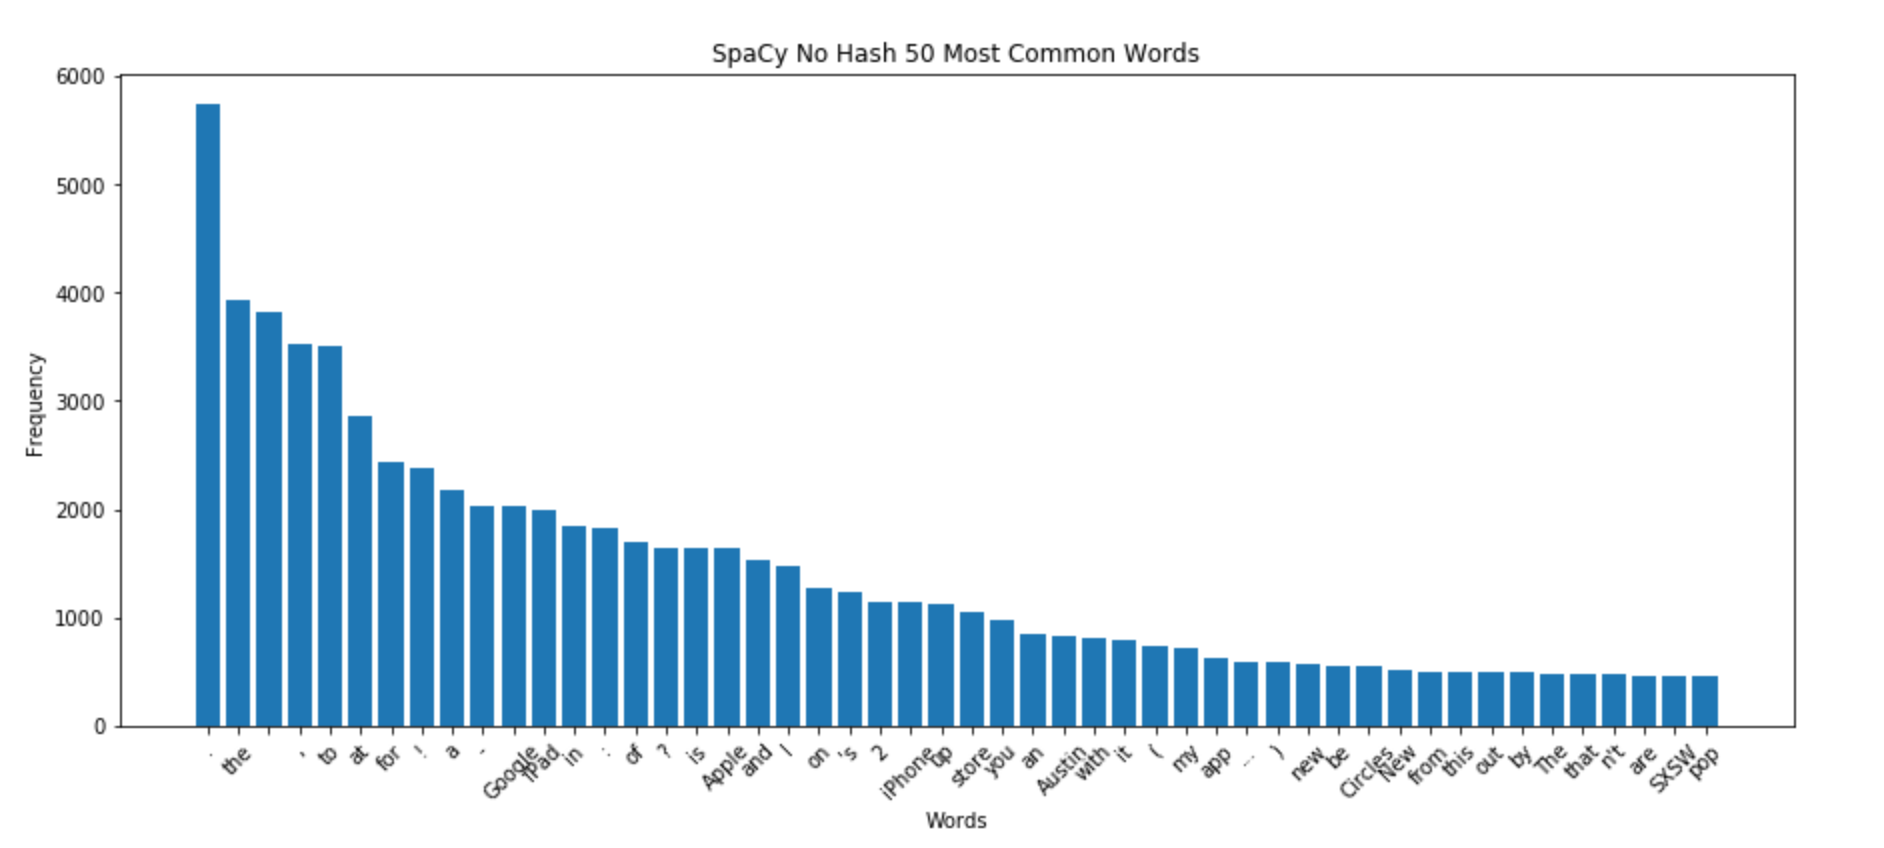 SpaCy No Hash 50 Most Common Words
6000
5000
4000
3000
2000
1000
0
Frequency
. the , to at for ! a - Google iPad in : of ? is Apple and I on 's 2 iPhone up store you an Austin with it ( my app ... ) new be Circles New from this out by The that n't are SXSW pop
Words